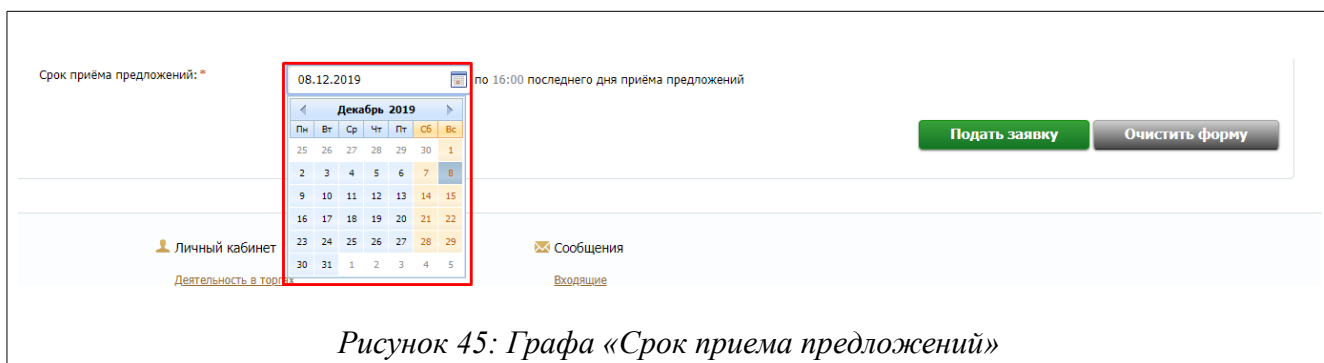 Срок приёма предложений: * 08.12.2019 по 16:00 последнего дня приёма предложений
Декабрь 2019
Пн Вт Ср Чт Пт Сб Вс
25 26 27 28 29 30 1
2 3 4 5 6 7 8
9 10 11 12 13 14 15
16 17 18 19 20 21 22
23 24 25 26 27 28 29
30 31 1 2 3 4 5
Подать заявку Очистить форму
Личный кабинет Сообщения
Деятельность в торгах Входящие
Рисунок 45: Графа «Срок приема предложений»